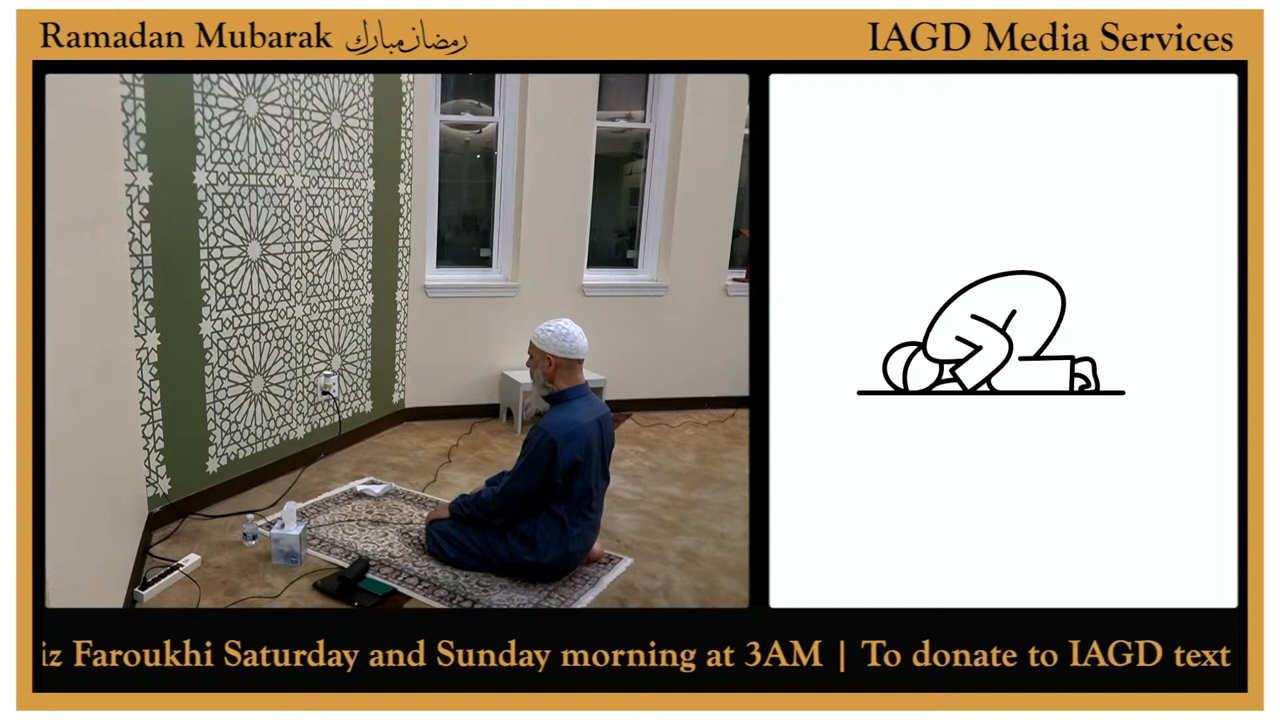 Ramadan Mubarak رمضان مبارك
IAGD Media Services
iz Faroukhi Saturday and Sunday morning at 3AM | To donate to IAGD text